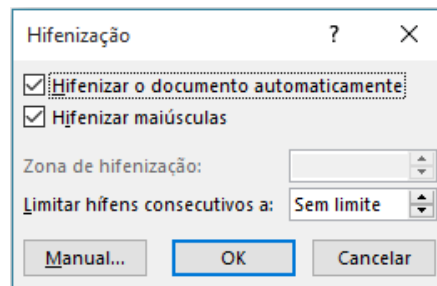 Hifenização
Hifenizar o documento automaticamente
Hifenizar maiúsculas
Zona de hifenização:
Limitar hífens consecutivos a: Sem limite
Manual... OK Cancelar